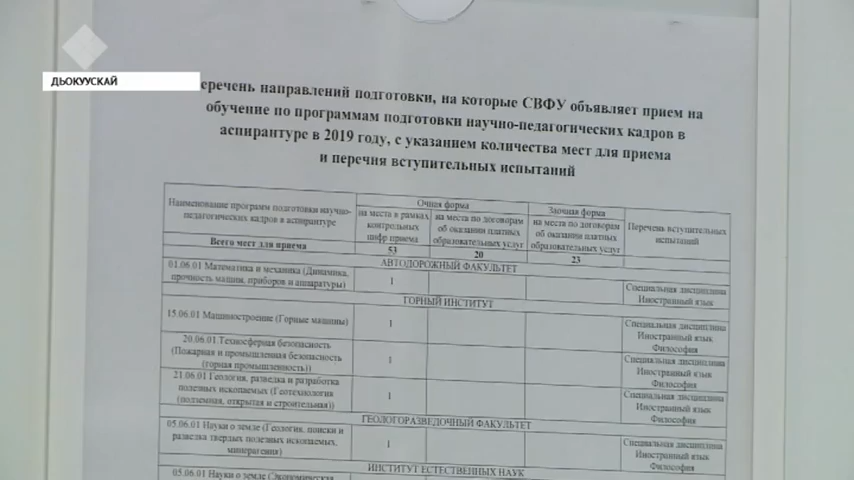 ДЬОКУУСКАЙ
еречень направлений подготовки, на которые СВФУ объявляет прием на
обучение по программам подготовки научно-педагогических кадров в
аспирантуре в 2019 году, с указанием количества мест для приема
и перечня вступительных испытаний
Наименование программ подготовки научно-
педагогических кадров в аспирантуре
Очная форма
на места в рамках
контрольных
цифр приема
на места по договорам
об оказании платных
образовательных услуг
Заочная форма
на места по договорам
об оказании платных
образовательных услуг
Перечень вступительных
испытаний
Всего мест для приема
53
20
23
АВТОДОРОЖНЫЙ ФАКУЛЬТЕТ
01.06.01 Математика и механика (Динамика,
прочность машин, приборов и аппаратуры)
1
Специальная дисциплина
Иностранный язык
ГОРНЫЙ ИНСТИТУТ
15.06.01 Машиностроение (Горные машины)
1
Специальная дисциплина
Иностранный язык
Философия
20.06.01.Техносферная безопасность
(Пожарная и промышленная безопасность
(горная промышленность))
1
Специальная дисциплина
Иностранный язык
Философия
21.06.01 Геология, разведка и разработка
полезных ископаемых (Геотехнология
(подземная, открытая и строительная))
1
Специальная дисциплина
Иностранный язык
Философия
ГЕОЛОГОРАЗВЕДОЧНЫЙ ФАКУЛЬТЕТ
05.06.01 Науки о земле (Геология, поиски и
разведка твердых полезных ископаемых,
минерагения)
1
Специальная дисциплина
Иностранный язык
Философия
ИНСТИТУТ ЕСТЕСТВЕННЫХ НАУК
05.06.01 Науки о земле (Экономическая
Специальная дисциплина